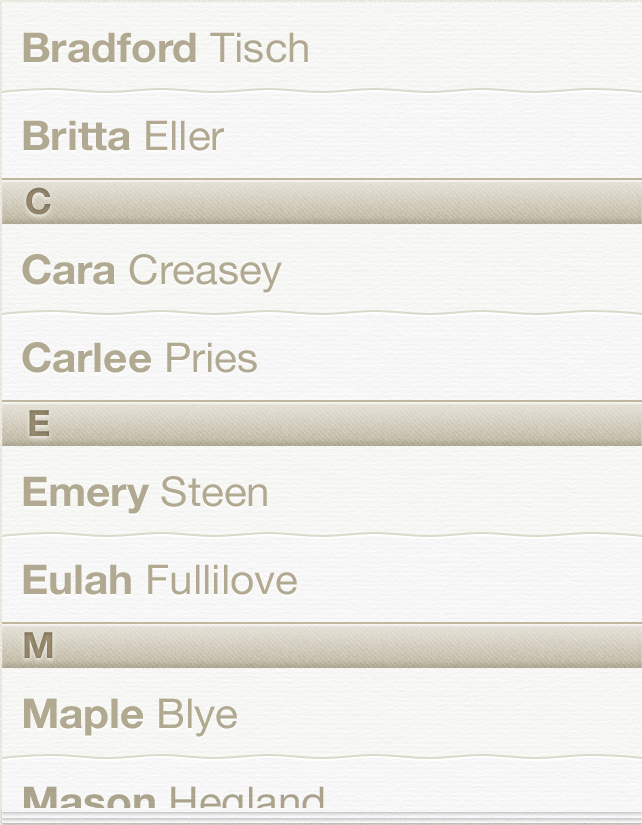 Bradford Tisch
Britta Eller
C
Cara Creasey
Carlee Pries
E
Emery Steen
Eulah Fullilove
M
Maple Blye
Mason Hegland